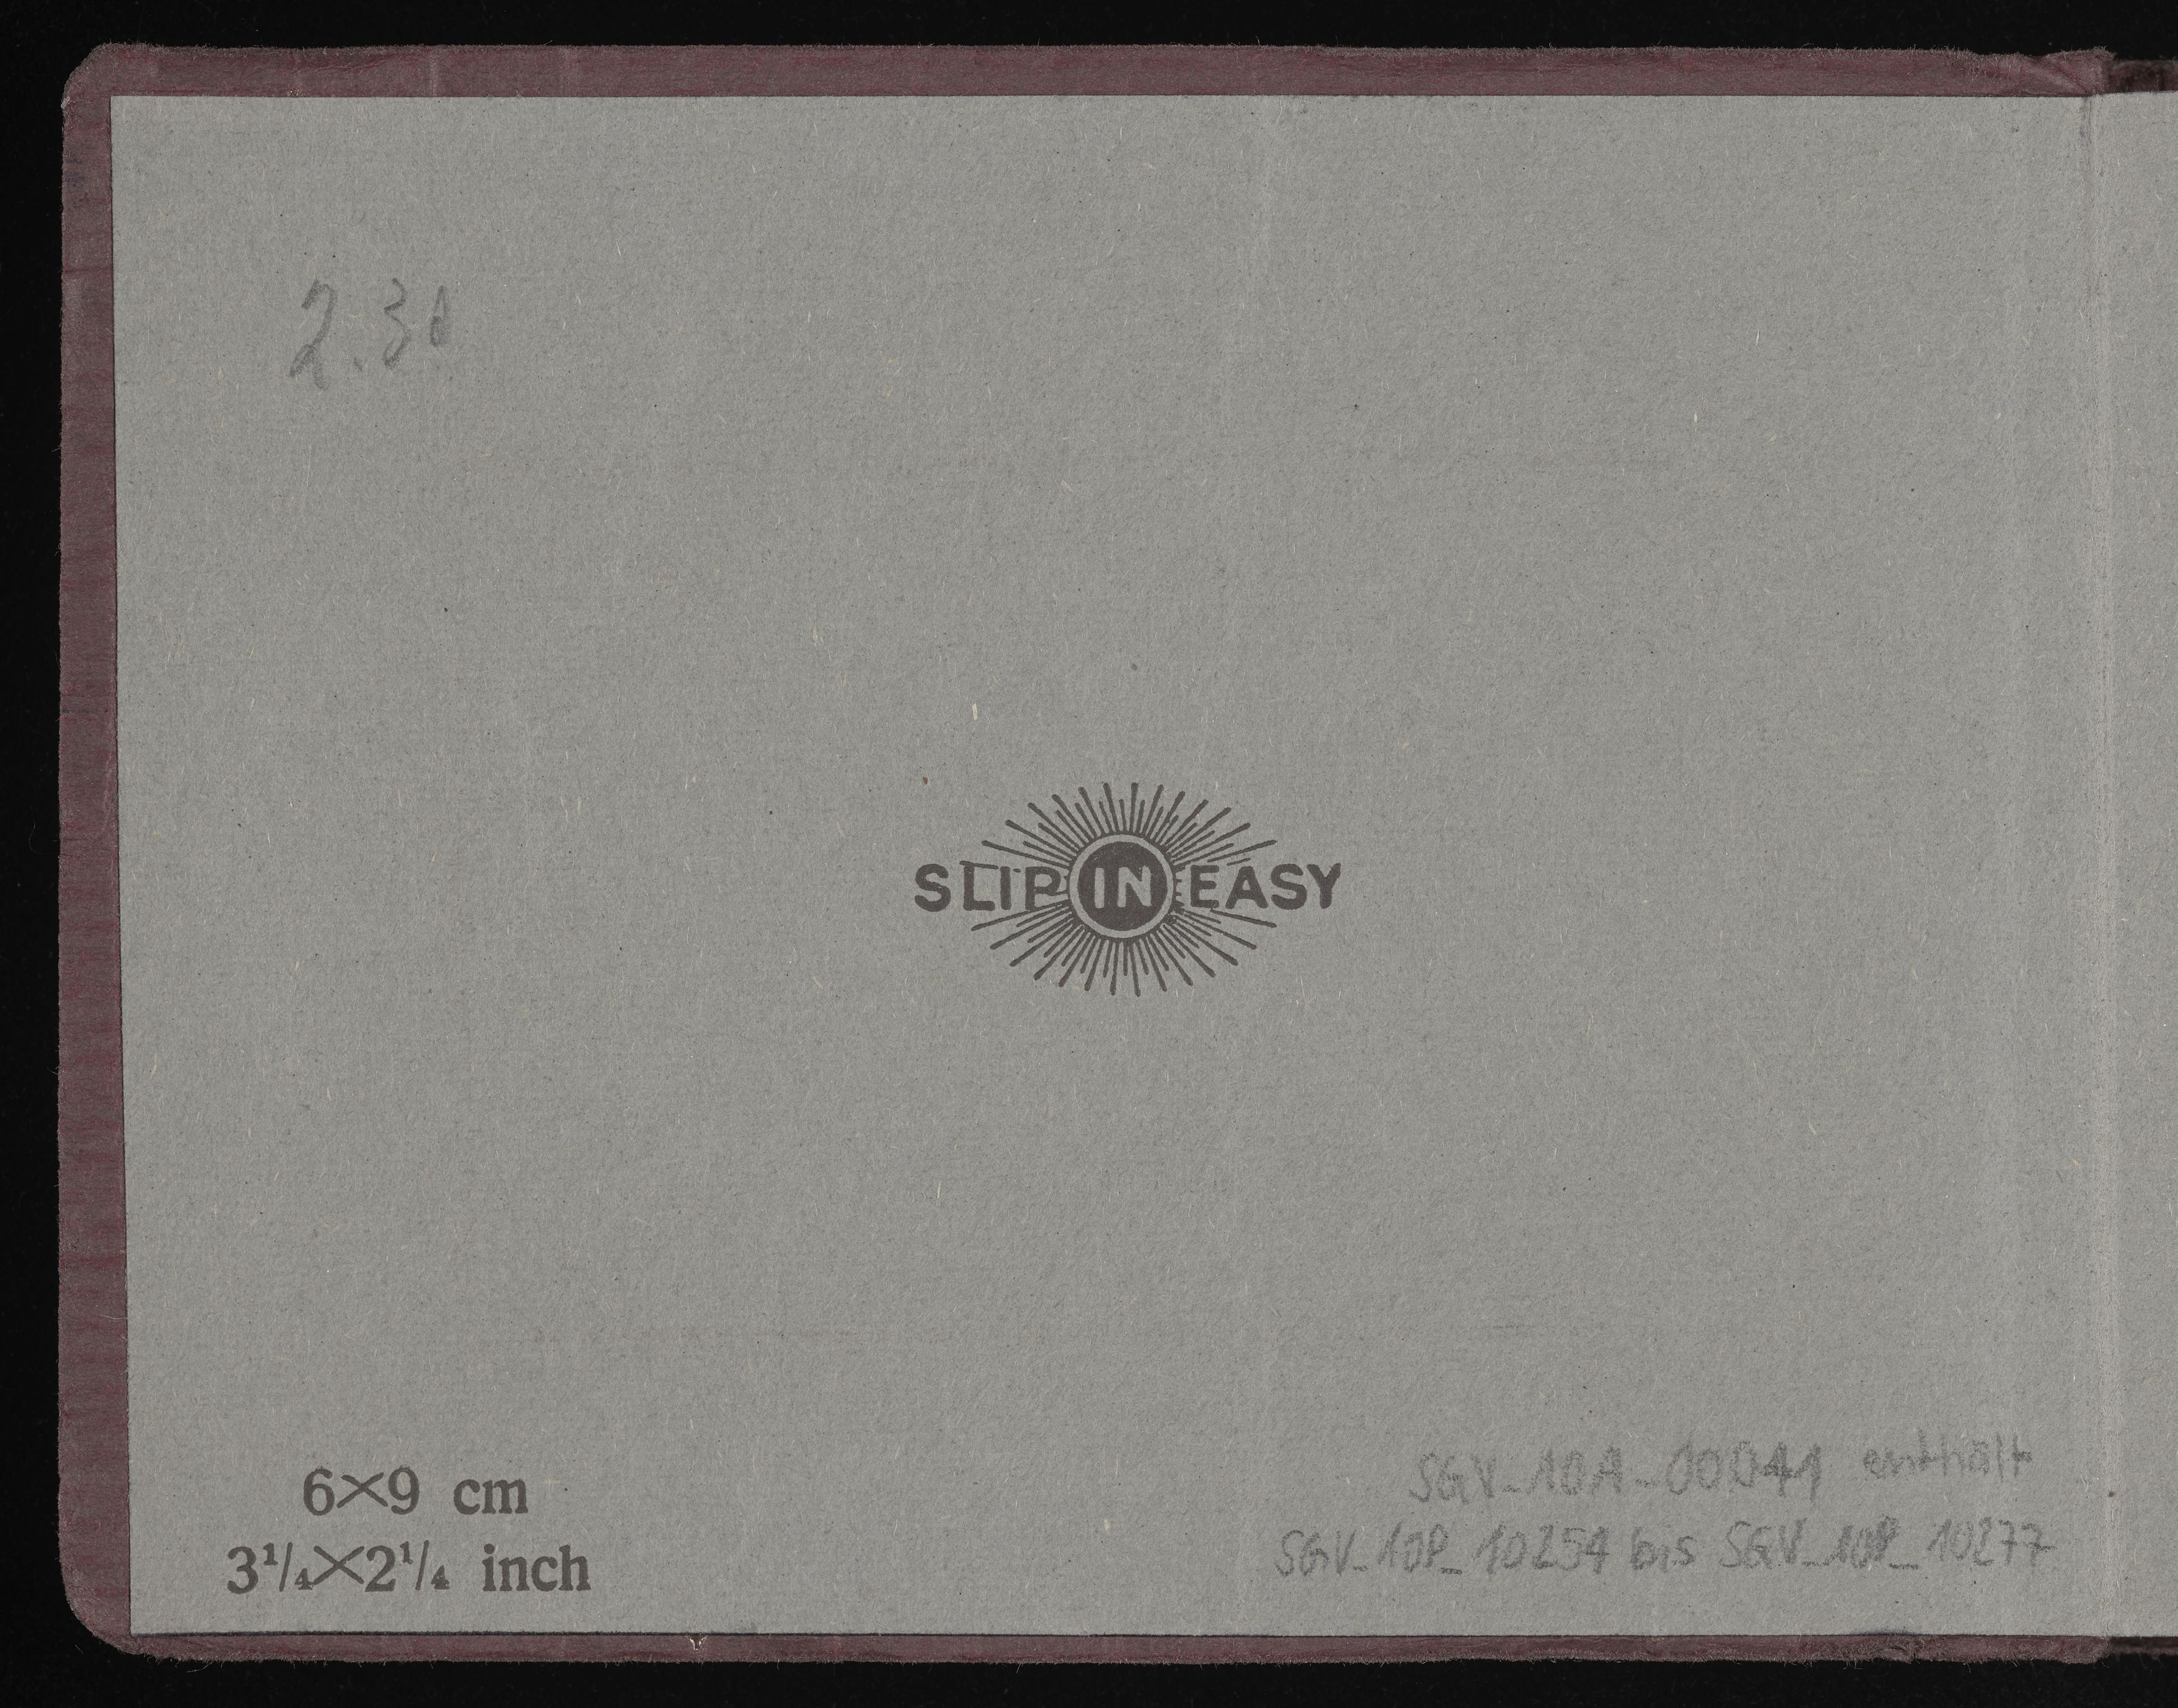 2.30
SLIP IN EASY
6×9 cm
3¹/₄×2¹/₄ inch
SGV_10A_00041 enthält
SGV_10P_10254 bis SGV_10P_10277